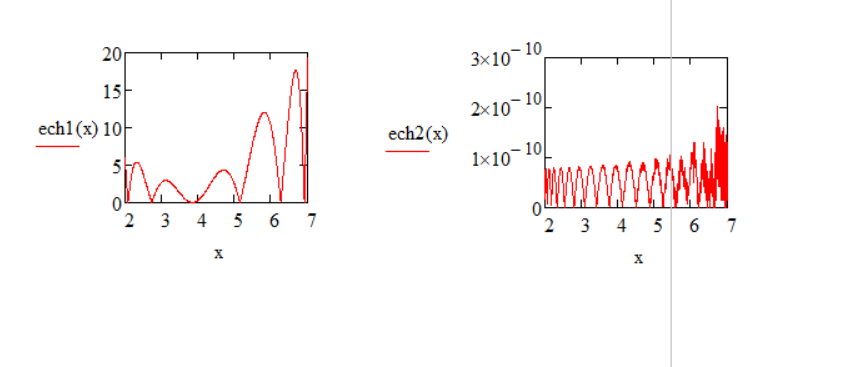 20
15
ech1(x) 10
5
0
2 3 4 5 6 7
x
3×10⁻¹⁰
2×10⁻¹⁰
ech2(x)
1×10⁻¹⁰
0
2 3 4 5 6 7
x